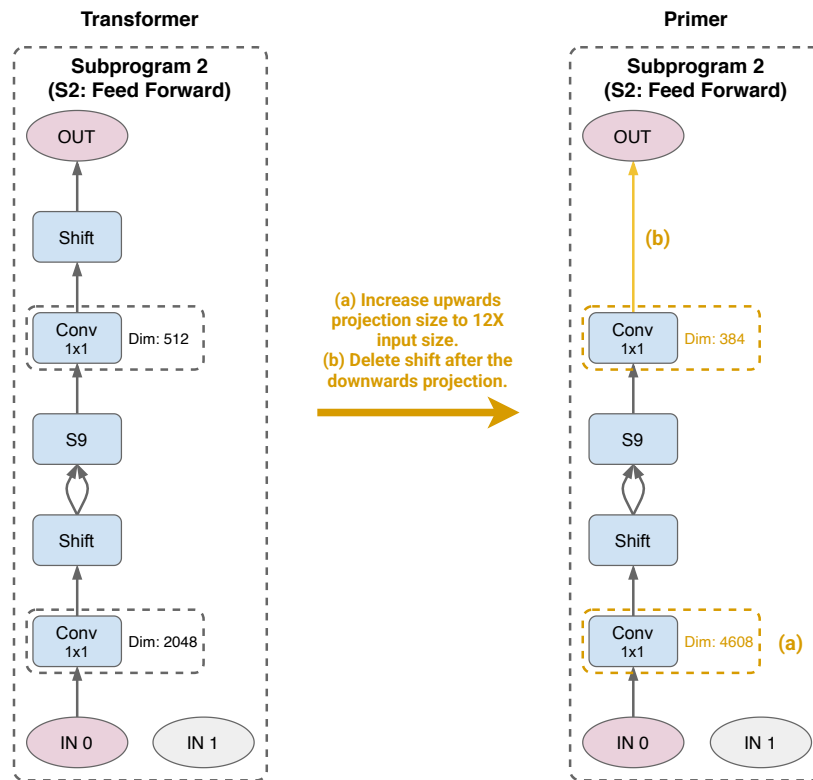 Transformer
Subprogram 2
(S2: Feed Forward)
OUT
Shift
Conv
1x1
Dim: 512
S9
Shift
Conv
1x1
Dim: 2048
IN 0
IN 1
(a) Increase upwards
projection size to 12X
input size.
(b) Delete shift after the
downwards projection.
Primer
Subprogram 2
(S2: Feed Forward)
OUT
(b)
Conv
1x1
Dim: 384
S9
Shift
Conv
1x1
Dim: 4608
(a)
IN 0
IN 1